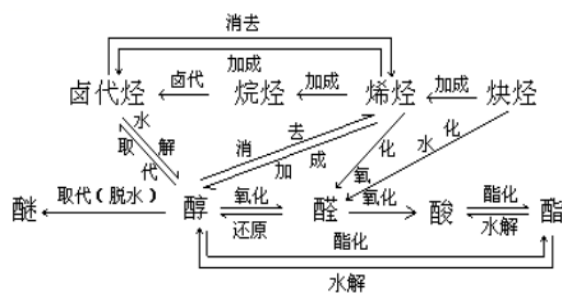 消去
加成
卤代烃 卤代 烷烃 加成 烯烃 加成 炔烃
水解
取代
消去
加成
氧化
水化
醚 取代(脱水) 醇 氧化 还原 醛 氧化 酸 酯化 水解 酯
酯化
水解